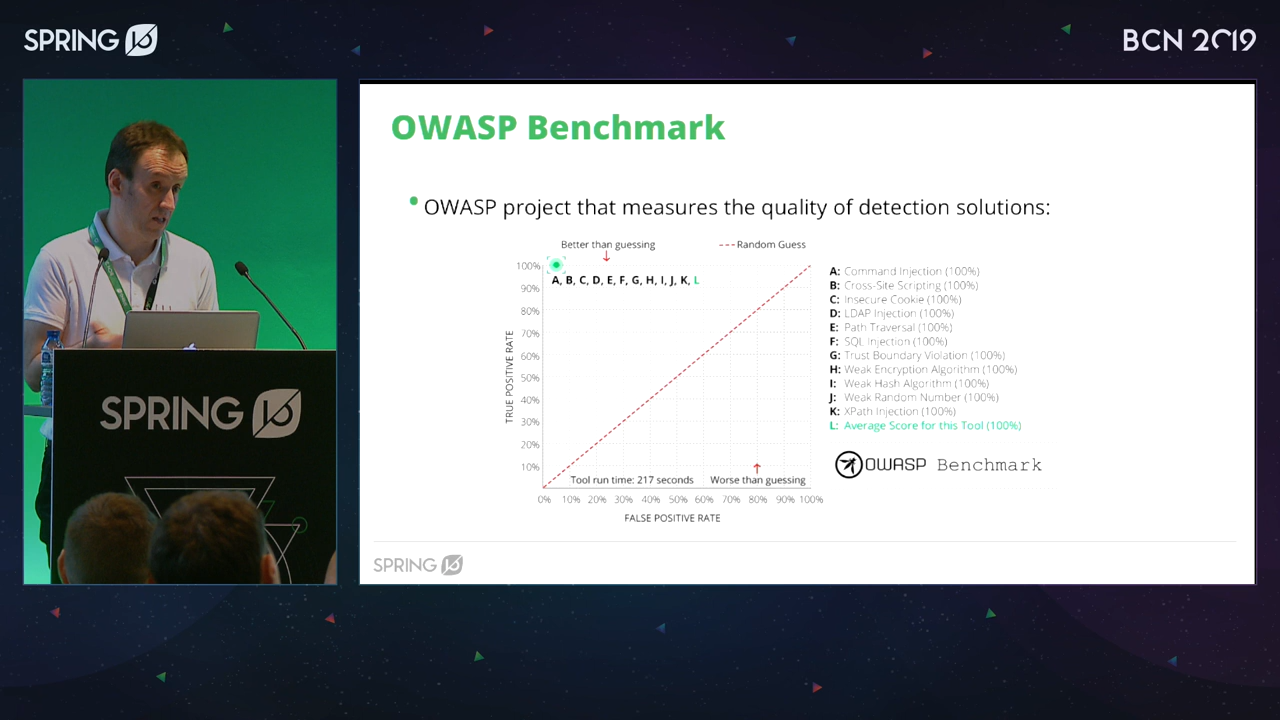 SPRING IO
BCN 2019
OWASP Benchmark
OWASP project that measures the quality of detection solutions:
Better than guessing
Random Guess
100%
90%
80%
70%
60%
50%
40%
30%
20%
10%
A, B, C, D, E, F, G, H, I, J, K, L
TRUE POSITIVE RATE
Tool run time: 217 seconds
Worse than guessing
0% 10% 20% 30% 40% 50% 60% 70% 80% 90% 100%
FALSE POSITIVE RATE
A: Command Injection (100%)
B: Cross-Site Scripting (100%)
C: Insecure Cookie (100%)
D: LDAP Injection (100%)
E: Path Traversal (100%)
F: SQL Injection (100%)
G: Trust Boundary Violation (100%)
H: Weak Encryption Algorithm (100%)
I: Weak Hash Algorithm (100%)
J: Weak Random Number (100%)
K: XPath Injection (100%)
L: Average Score for this Tool (100%)
OWASP Benchmark
SPRING IO
SPRING IO